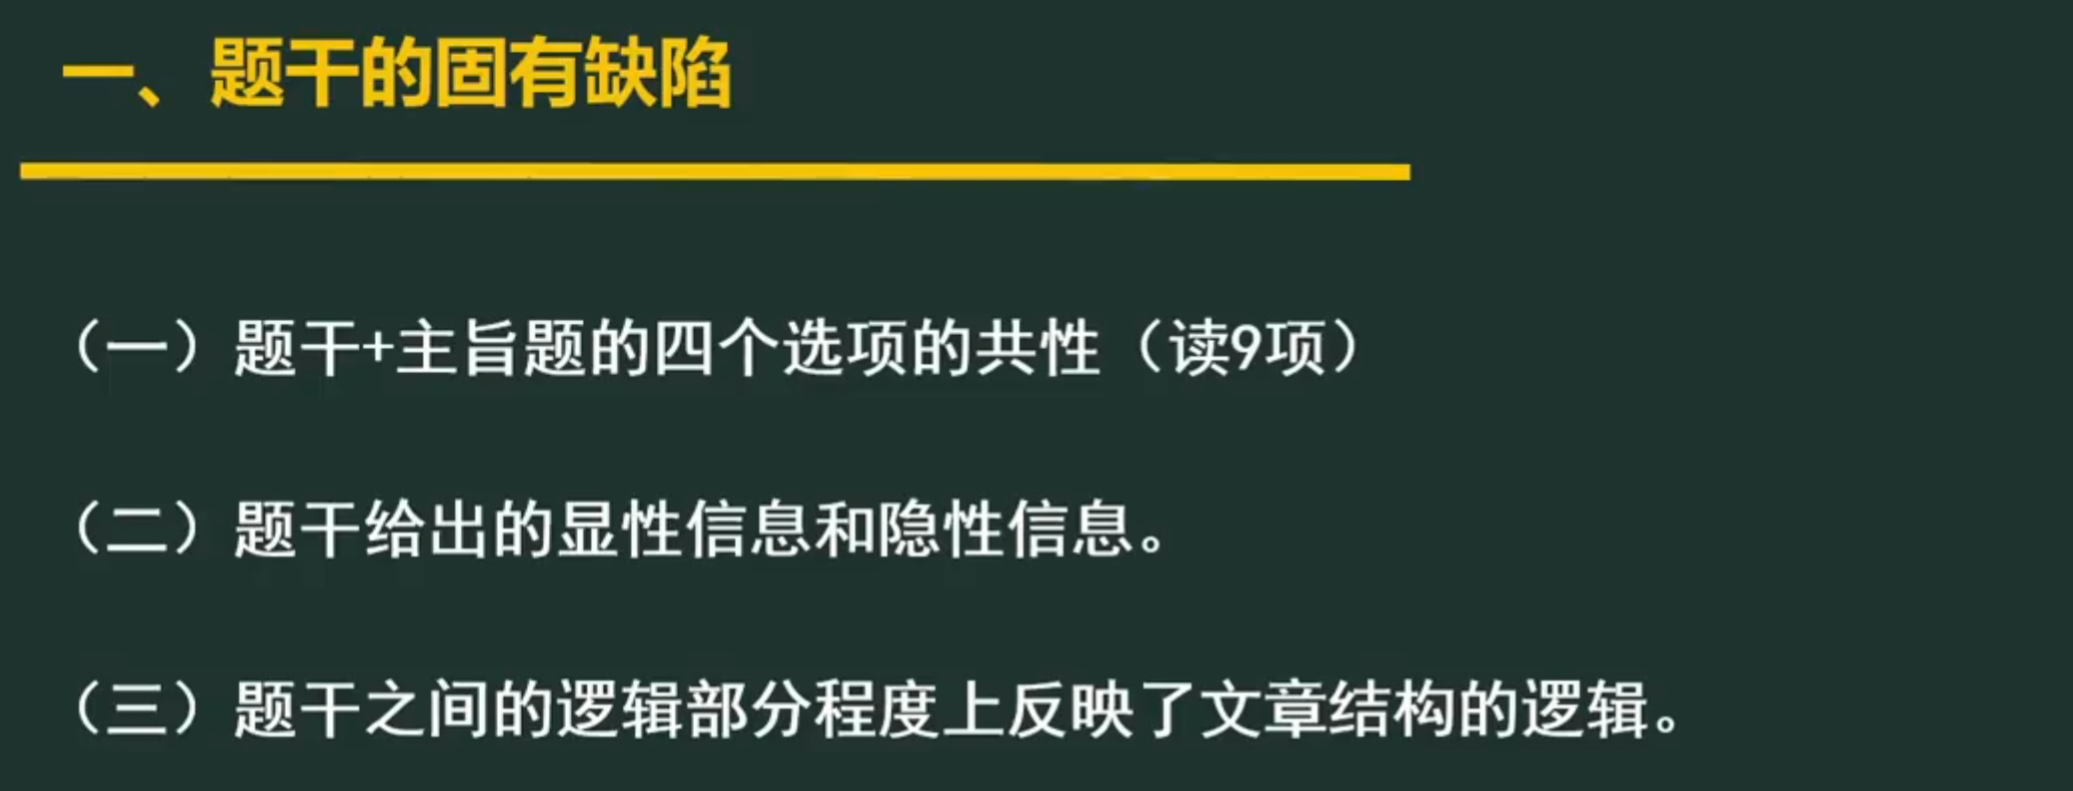 一、题干的固有缺陷
（一）题干+主旨题的四个选项的共性（读9项）
（二）题干给出的显性信息和隐性信息。
（三）题干之间的逻辑部分程度上反映了文章结构的逻辑。